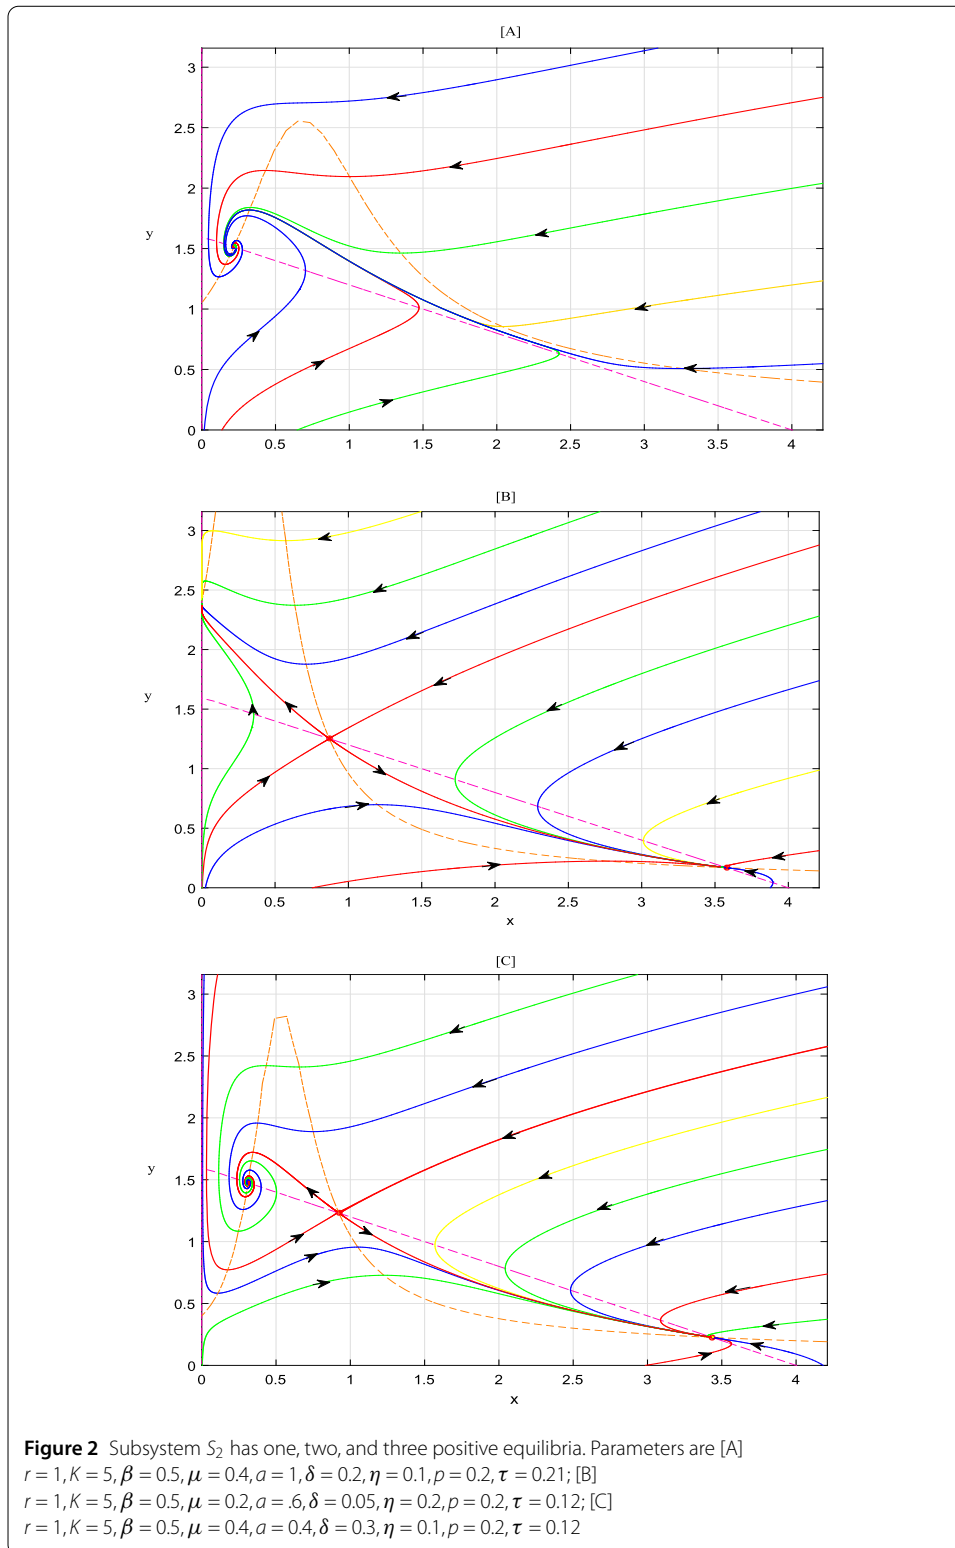 [A]
3
2.5
2
y
1.5
1
0.5
0
0 0.5 1 1.5 2 2.5 3 3.5 4
[B]
3
2.5
2
y
1.5
1
0.5
0
0 0.5 1 1.5 2 2.5 3 3.5 4
x
[C]
3
2.5
2
y
1.5
1
0.5
0
0 0.5 1 1.5 2 2.5 3 3.5 4
x
Figure 2 Subsystem S₂ has one, two, and three positive equilibria. Parameters are [A]
r = 1, K = 5, β = 0.5, μ = 0.4, a = 1, δ = 0.2, η = 0.1, p = 0.2, τ = 0.21; [B]
r = 1, K = 5, β = 0.5, μ = 0.2, a = .6, δ = 0.05, η = 0.2, p = 0.2, τ = 0.12; [C]
r = 1, K = 5, β = 0.5, μ = 0.4, a = 0.4, δ = 0.3, η = 0.1, p = 0.2, τ = 0.12